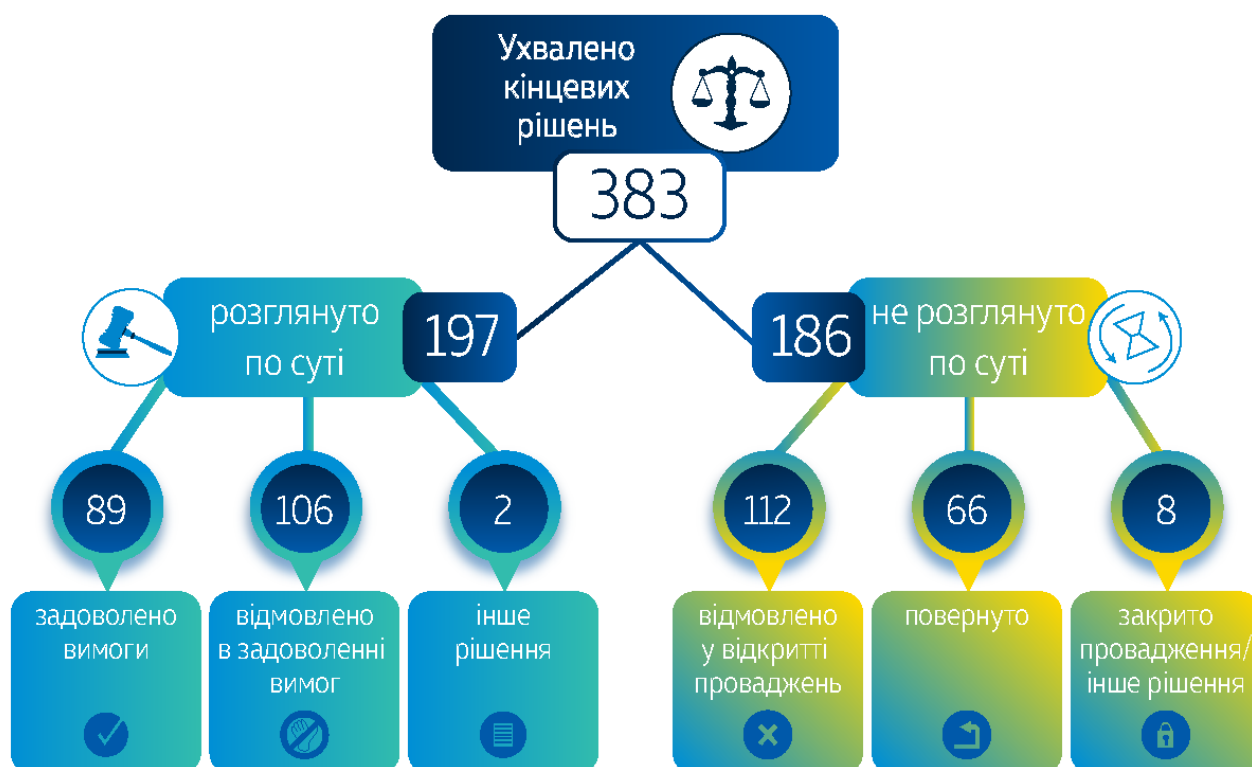 Ухвалено
кінцевих
рішень
383
розглянуто
по суті
197
186
не розглянуто
по суті
89
106
2
112
66
8
задоволено
вимоги
відмовлено
в задоволенні
вимог
інше
рішення
відмовлено
у відкритті
проваджень
повернуто
закрито
провадження/
інше рішення